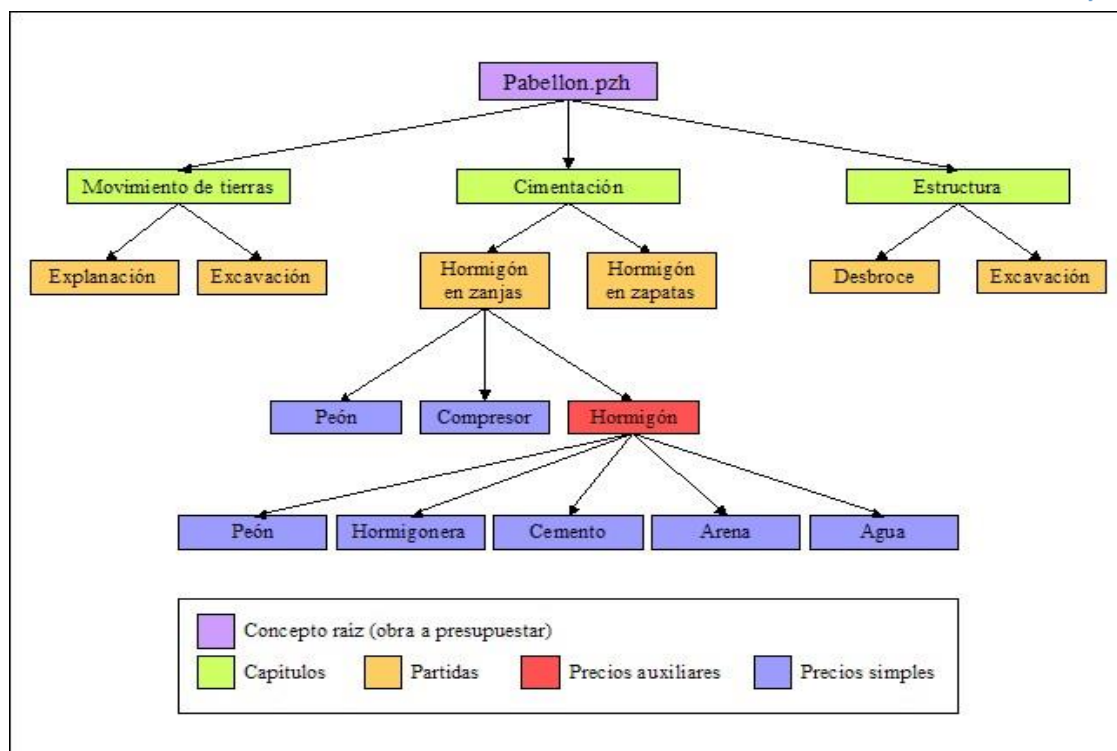 Pabellon.pzh
Movimiento de tierras
Cimentación
Estructura
Explanación
Excavación
Hormigón
en zanjas
Hormigón
en zapatas
Desbroce
Excavación
Peón
Compresor
Hormigón
Peón
Hormigonera
Cemento
Arena
Agua
Concepto raíz (obra a presupuestar)
Capítulos
Partidas
Precios auxiliares
Precios simples